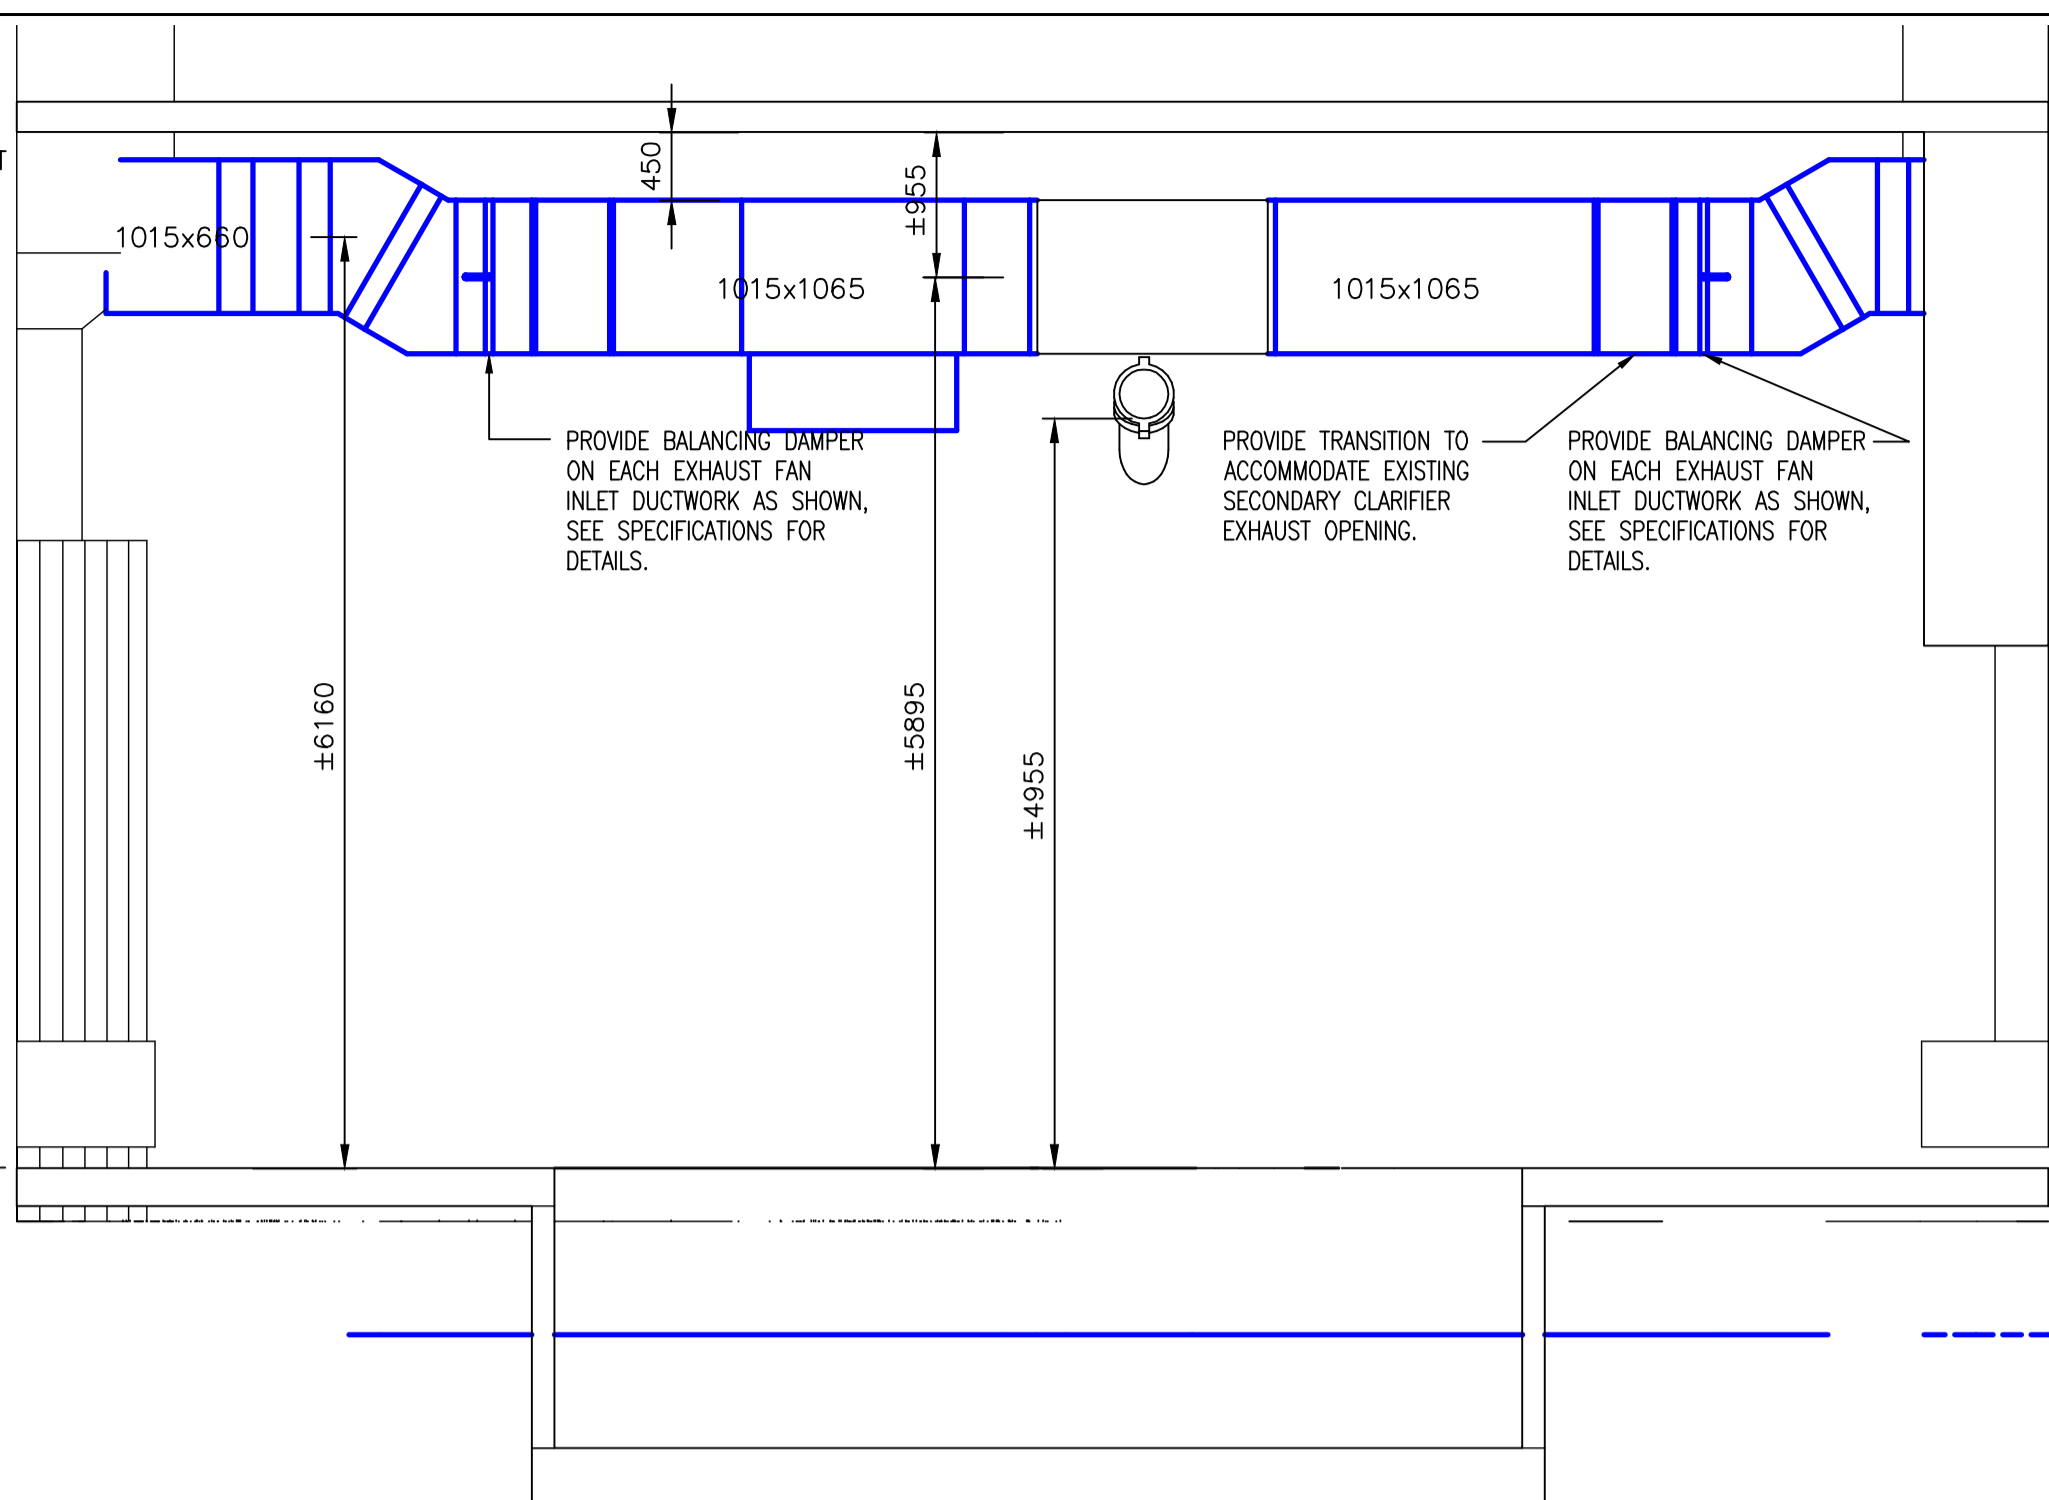 T
450
±955
1015x660
1015x1065
1015x1065
PROVIDE BALANCING DAMPER
ON EACH EXHAUST FAN
INLET DUCTWORK AS SHOWN,
SEE SPECIFICATIONS FOR
DETAILS.
PROVIDE TRANSITION TO
ACCOMMODATE EXISTING
SECONDARY CLARIFIER
EXHAUST OPENING.
PROVIDE BALANCING DAMPER
ON EACH EXHAUST FAN
INLET DUCTWORK AS SHOWN,
SEE SPECIFICATIONS FOR
DETAILS.
±6160
±5895
±4955